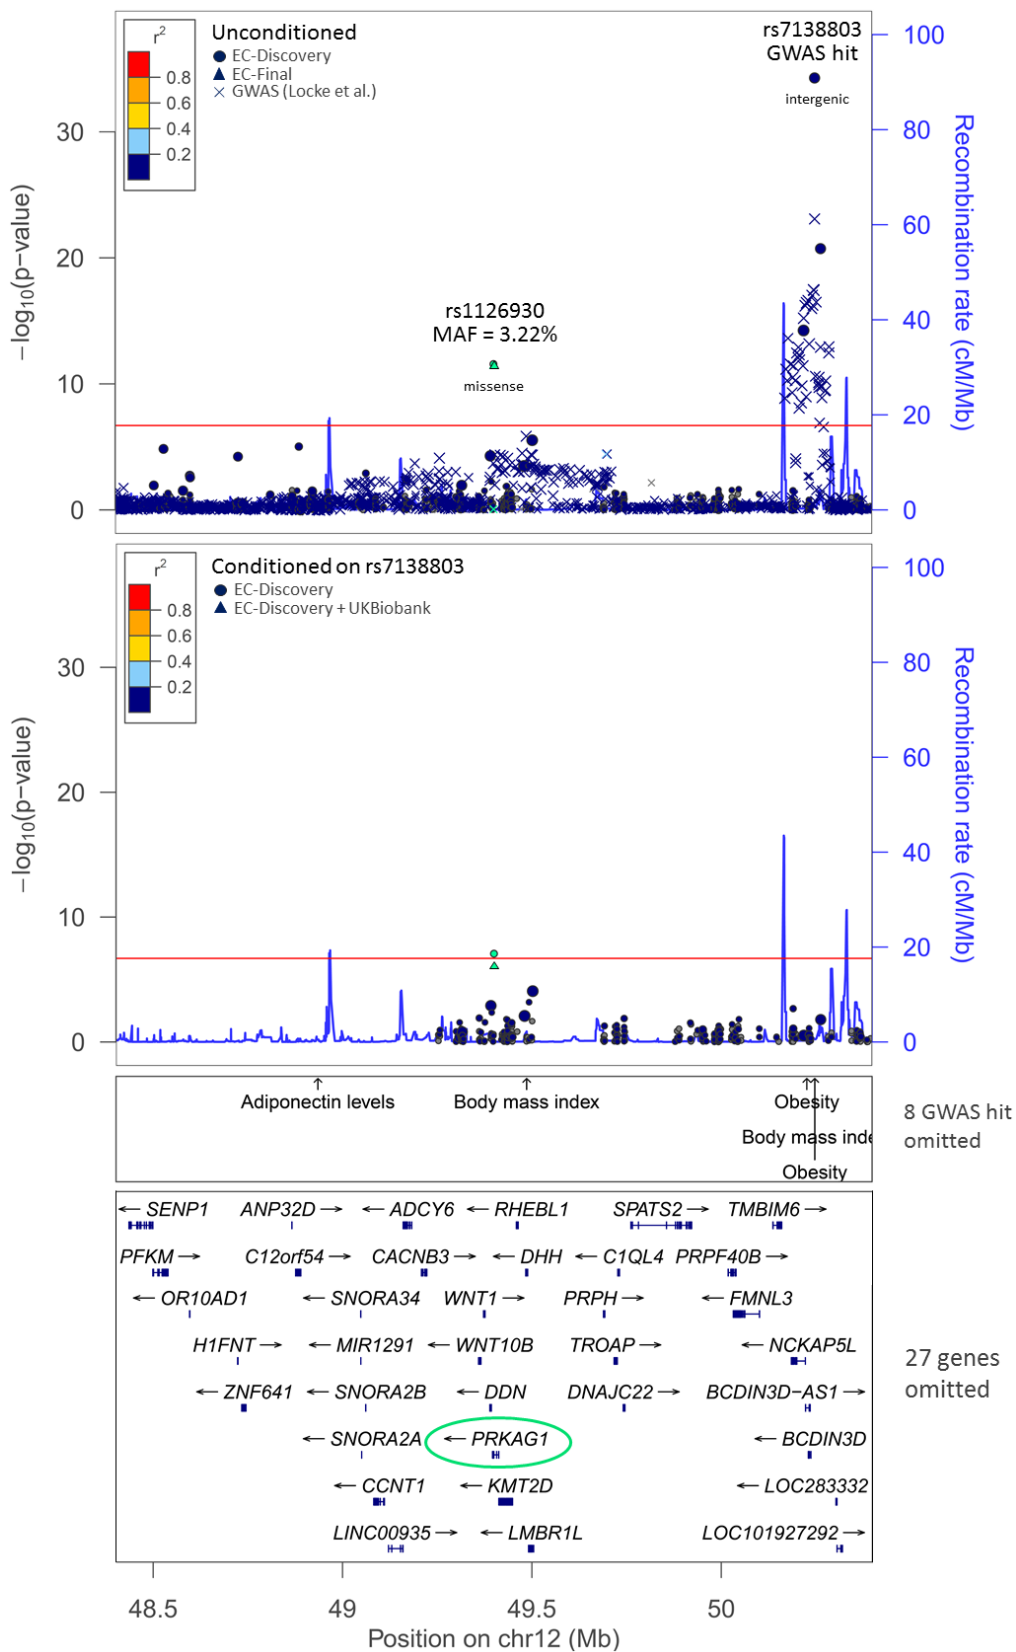 r2
0.8
0.6
0.4
0.2
Unconditioned
EC-Discovery
EC-Final
GWAS (Locke et al.)
rs7138803
GWAS hit
intergenic
rs1126930
MAF = 3.22%
missense
30
20
10
0
−log10(p−value)
100
80
60
40
20
0
Recombination rate (cM/Mb)
r2
0.8
0.6
0.4
0.2
Conditioned on rs7138803
EC-Discovery
EC-Discovery + UKBiobank
30
20
10
0
−log10(p−value)
100
80
60
40
20
0
Recombination rate (cM/Mb)
Adiponectin levels
Body mass index
Obesity
Body mass inde
Obesity
8 GWAS hit
omitted
SENP1 ANP32D ADCY6 RHEBL1 SPATS2 TMBIM6
PFKM C12orf54 CACNB3 DHH C1QL4 PRPF40B
OR10AD1 SNORA34 WNT1 PRPH FMNL3
H1FNT MIR1291 WNT10B TROAP NCKAP5L
ZNF641 SNORA2B DDN DNAJC22 BCDIN3D−AS1
SNORA2A PRKAG1 BCDIN3D
CCNT1 KMT2D LOC283332
LINC00935 LMBR1L LOC101927292
27 genes
omitted
48.5 49 49.5 50
Position on chr12 (Mb)